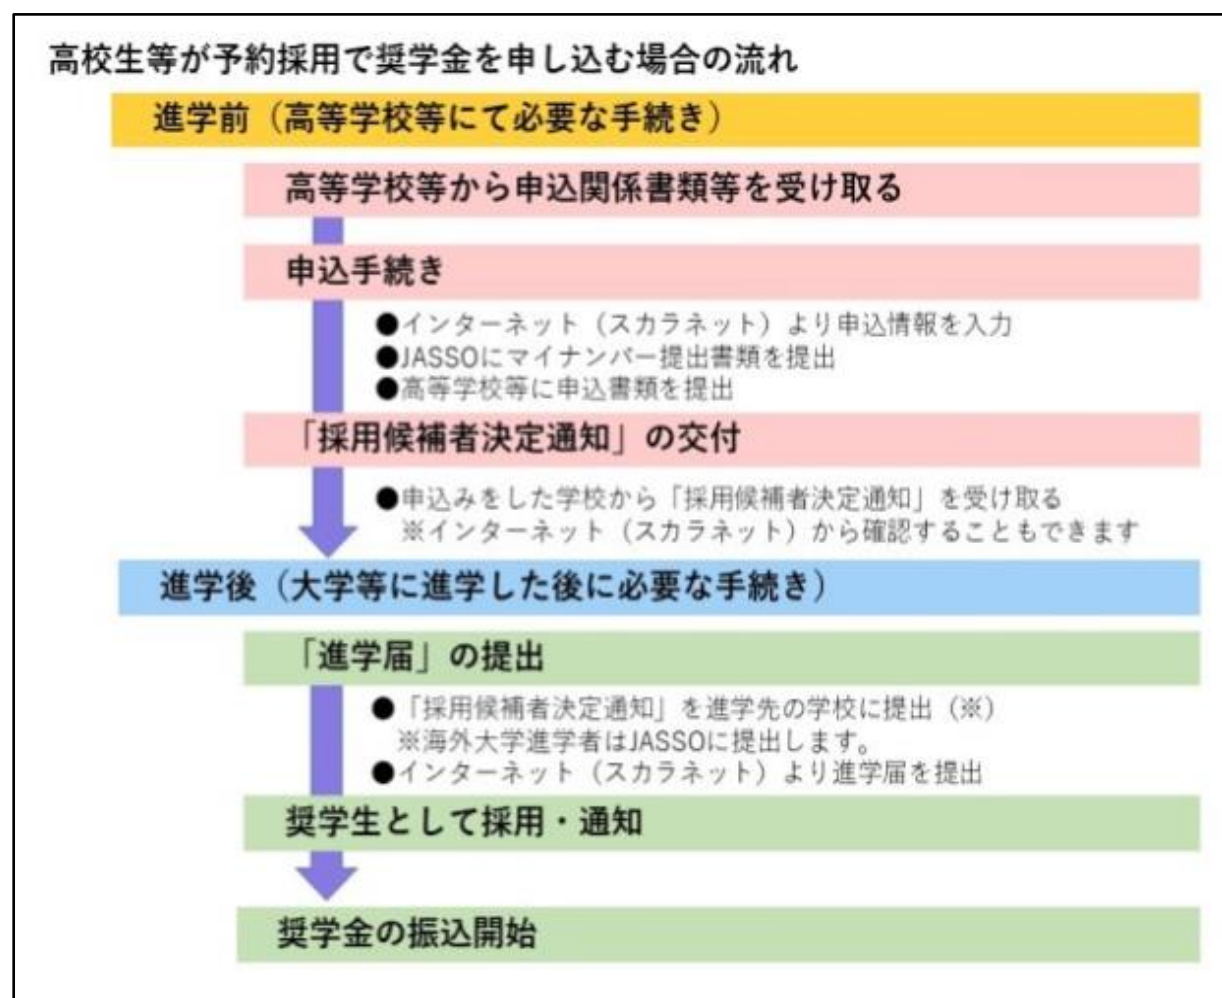 高校生等が予約採用で奨学金を申し込む場合の流れ
進学前（高等学校等にて必要な手続き）
高等学校等から申込関係書類等を受け取る
申込手続き
●インターネット（スカラネット）より申込情報を入力
●JASSOにマイナンバー提出書類を提出
●高等学校等に申込書類を提出
「採用候補者決定通知」の交付
●申込みをした学校から「採用候補者決定通知」を受け取る
※インターネット（スカラネット）から確認することもできます
進学後（大学等に進学した後に必要な手続き）
「進学届」の提出
●「採用候補者決定通知」を進学先の学校に提出（※）
※海外大学進学者はJASSOに提出します。
●インターネット（スカラネット）より進学届を提出
奨学生として採用・通知
奨学金の振込開始